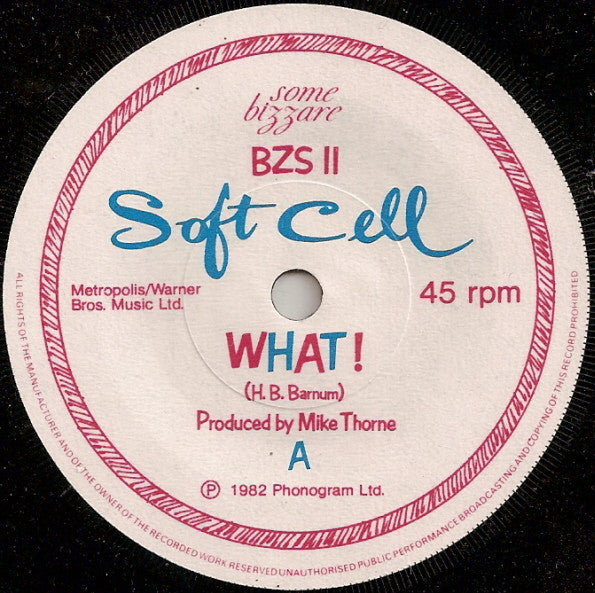 some
bizzare
BZS 11
Soft Cell
Metropolis/Warner
Bros. Music Ltd.
45 rpm
WHAT!
(H. B. Barnum)
Produced by Mike Thorne
A
Ⓟ 1982 Phonogram Ltd.
ALL RIGHTS OF THE MANUFACTURER AND OF THE OWNER OF THE RECORDED WORK RESERVED UNAUTHORISED PUBLIC PERFORMANCE BROADCASTING AND COPYING OF THIS RECORD PROHIBITED